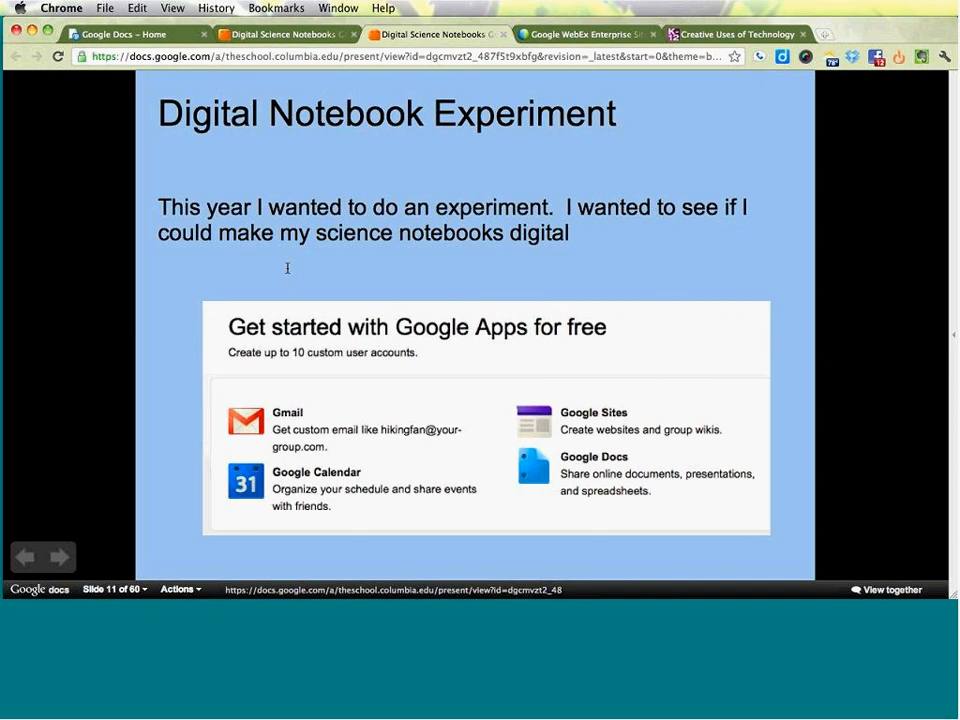 Chrome File Edit View History Bookmarks Window Help
Google Docs – Home
Digital Science Notebooks G
Digital Science Notebooks G
Google WebEx Enterprise Si
Creative Uses of Technology
https://docs.google.com/a/theschool.columbia.edu/present/view?id=dgcmvzt2_487f5t9xbfg&revision=_latest&start=0&theme=b...
78°
12
Digital Notebook Experiment
This year I wanted to do an experiment. I wanted to see if I
could make my science notebooks digital
Get started with Google Apps for free
Create up to 10 custom user accounts.
Gmail
Get custom email like hikingfan@your-
group.com.
31
Google Calendar
Organize your schedule and share events
with friends.
Google Sites
Create websites and group wikis.
Google Docs
Share online documents, presentations,
and spreadsheets.
Google docs Slide 11 of 60 Actions https://docs.google.com/a/theschool.columbia.edu/present/view?id=dgcmvzt2_48 View together